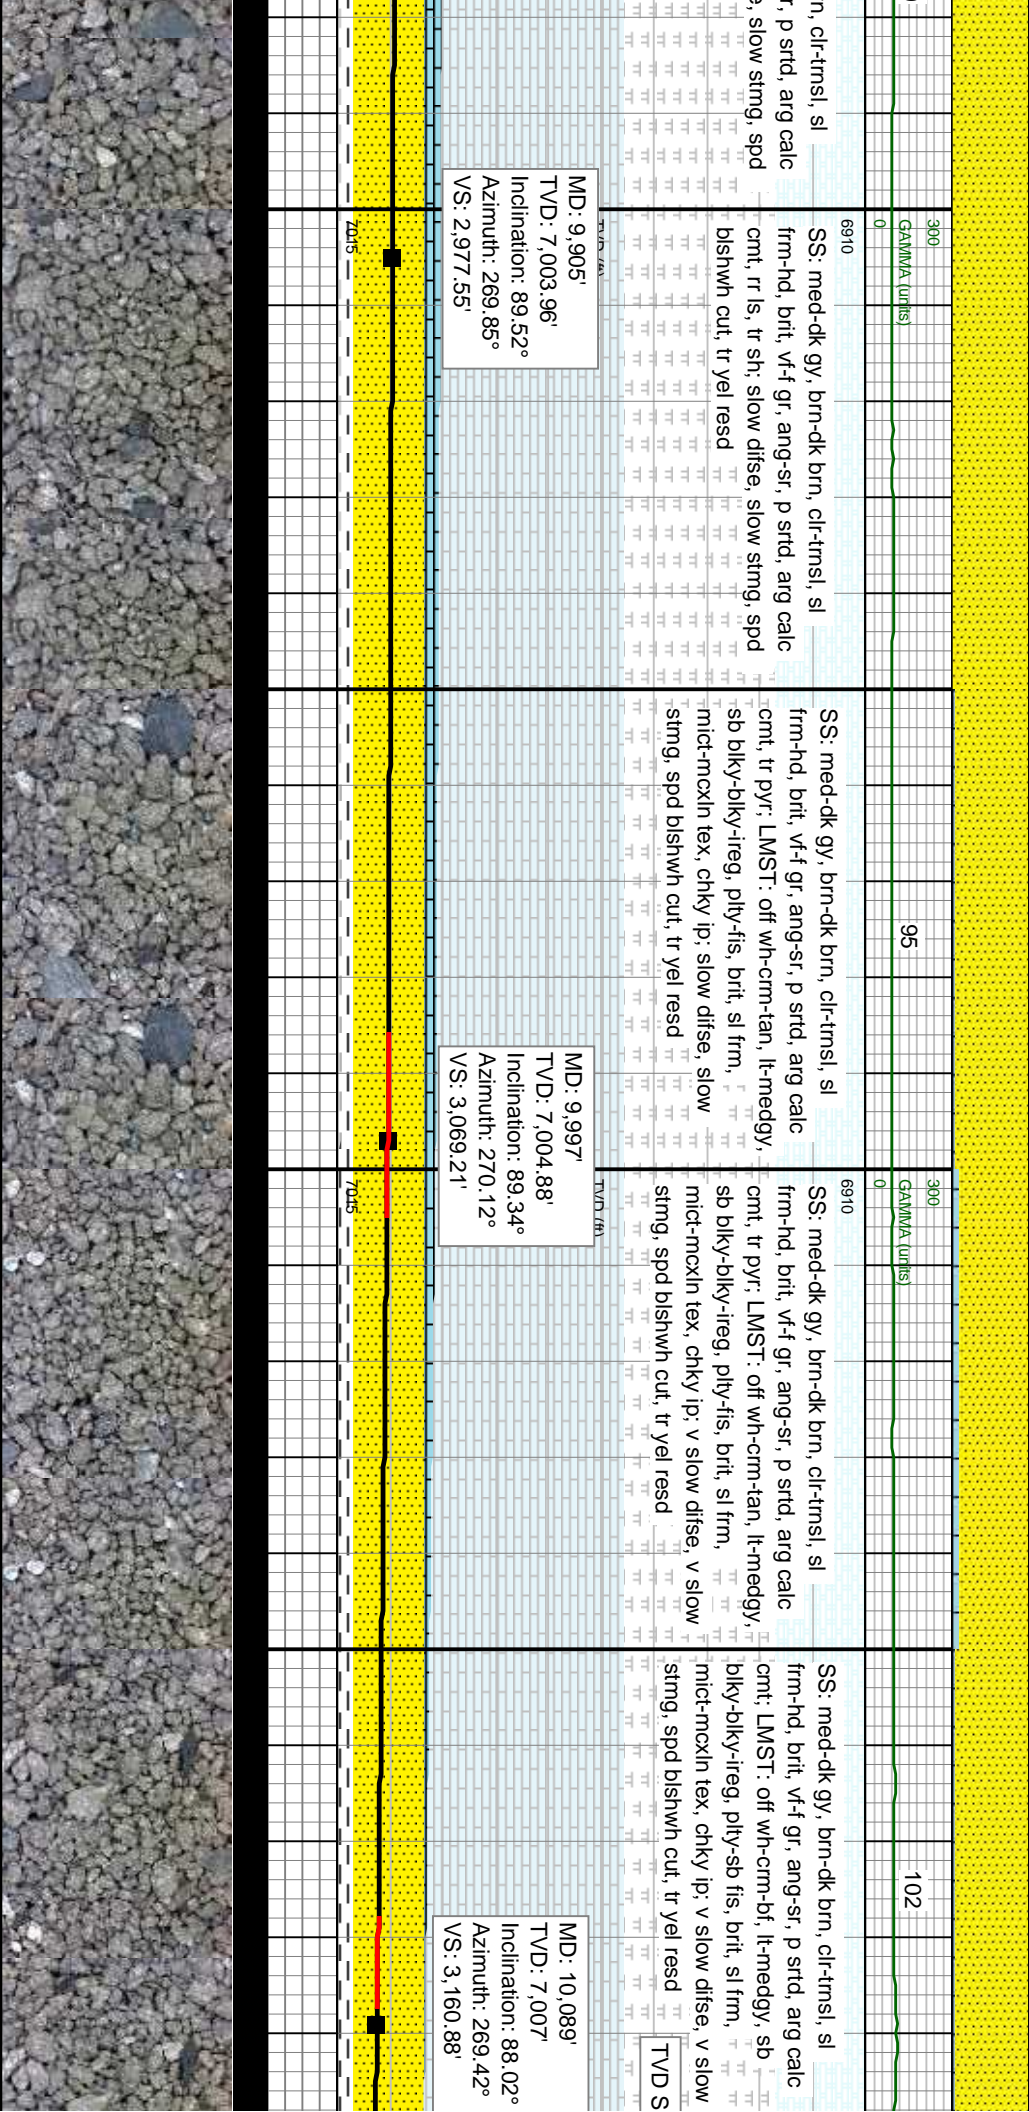 n, clr-trnsl, sl
r, p srtd, arg calc
slow stmg, spd
MD: 9,905'
TVD: 7,003.96'
Inclination: 89.52°
Azimuth: 269.85°
VS: 2,977.55'
300
GAMMA (units)
0
6910
7015
SS: med-dk gy, brn-dk brn, clr-trnsl, sl
frm-hd, brit, vf-f gr, ang-sr, p srtd, arg calc
cmt, rr ls, tr sh; slow difse, slow stmg, spd
blshwh cut, tr yel resd
SS: med-dk gy, brn-dk brn, clr-trnsl, sl
frm-hd, brit, vf-f gr, ang-sr, p srtd, arg calc
cmt, tr pyr; LMST: off wh-crm-tan, lt-medgy,
sb blky-blky-ireg, plty-fis, brit, sl frm,
mict-mcxln tex, chky ip; slow difse, slow
stmg, spd blshwh cut, tr yel resd
95
MD: 9,997'
TVD: 7,004.88'
Inclination: 89.34°
Azimuth: 270.12°
VS: 3,069.21'
300
GAMMA (units)
0
6910
TVD (ft)
7015
SS: med-dk gy, brn-dk brn, clr-trnsl, sl
frm-hd, brit, vf-f gr, ang-sr, p srtd, arg calc
cmt, tr pyr; LMST: off wh-crm-tan, lt-medgy,
sb blky-blky-ireg, plty-fis, brit, sl frm,
mict-mcxln tex, chky ip; v slow difse, v slow
stmg, spd blshwh cut, tr yel resd
SS: med-dk gy, brn-dk brn, clr-trnsl, sl
frm-hd, brit, vf-f gr, ang-sr, p srtd, arg calc
cmt; LMST: off wh-crm-bf, lt-medgy, sb
blky-blky-ireg, plty-sb fis, brit, sl frm,
mict-mcxln tex, chky ip; v slow difse, v slow
stmg, spd blshwh cut, tr yel resd
102
MD: 10,089'
TVD: 7,007'
Inclination: 88.02°
Azimuth: 269.42°
VS: 3,160.88'
TVD S